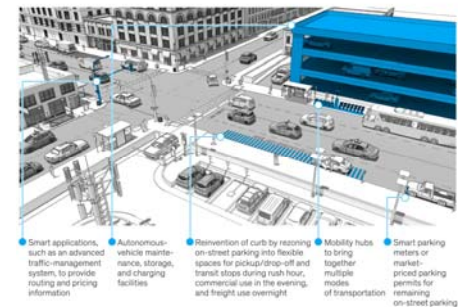 Smart applications,
such as an advanced
traffic-management
system, to provide
routing and pricing
information
Autonomous-
vehicle mainte-
nance, storage,
and charging
facilities
Reinvention of curb by rezoning
on-street parking into flexible
spaces for pickup/drop-off and
transit stops during rush hour,
commercial use in the evening,
and freight use overnight
Mobility hubs
to bring
together
multiple
modes
of transportation
Smart parking
meters or
market-
priced parking
permits for
remaining
on-street parking